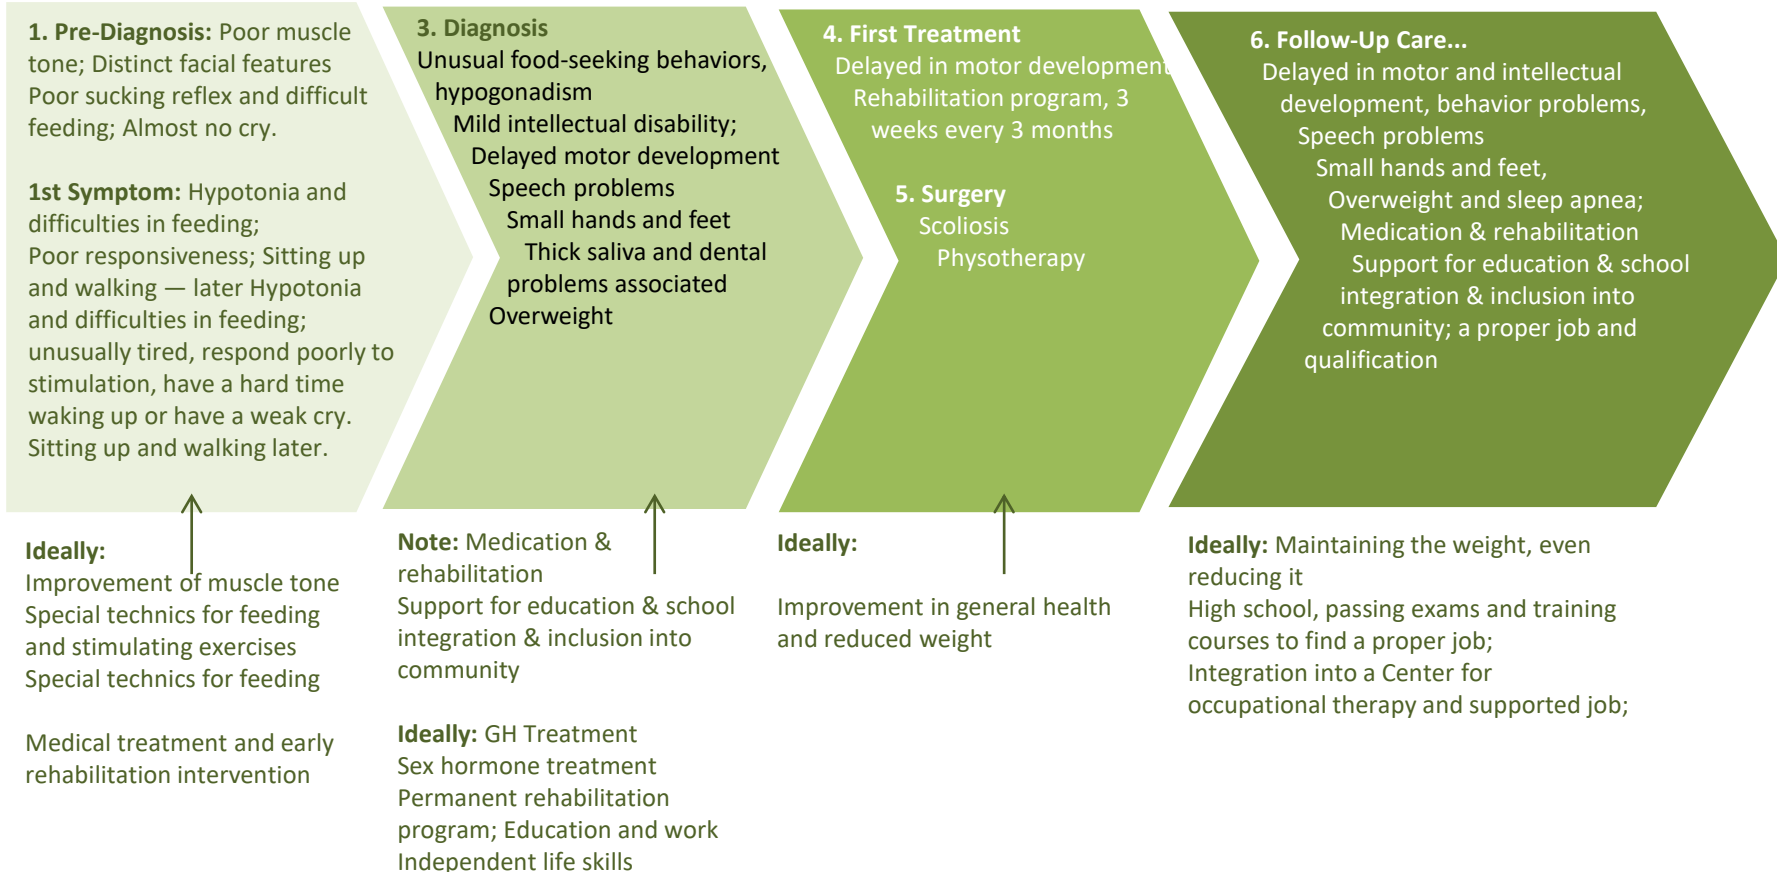 1. Pre-Diagnosis: Poor muscle
tone; Distinct facial features
Poor sucking reflex and difficult
feeding; Almost no cry.
1st Symptom: Hypotonia and
difficulties in feeding;
Poor responsiveness; Sitting up
and walking — later Hypotonia
and difficulties in feeding;
unusually tired, respond poorly to
stimulation, have a hard time
waking up or have a weak cry.
Sitting up and walking later.
3. Diagnosis
Unusual food-seeking behaviors,
hypogonadism
Mild intellectual disability;
Delayed motor development
Speech problems
Small hands and feet
Thick saliva and dental
problems associated
Overweight
4. First Treatment
Delayed in motor development
Rehabilitation program, 3
weeks every 3 months
5. Surgery
Scoliosis
Physotherapy
6. Follow-Up Care...
Delayed in motor and intellectual
development, behavior problems,
Speech problems
Small hands and feet,
Overweight and sleep apnea;
Medication & rehabilitation
Support for education & school
integration & inclusion into
community; a proper job and
qualification
Ideally:
Improvement of muscle tone
Special technics for feeding
and stimulating exercises
Special technics for feeding
Medical treatment and early
rehabilitation intervention
Note: Medication &
rehabilitation
Support for education & school
integration & inclusion into
community
Ideally: GH Treatment
Sex hormone treatment
Permanent rehabilitation
program; Education and work
Independent life skills
Ideally:
Improvement in general health
and reduced weight
Ideally: Maintaining the weight, even
reducing it
High school, passing exams and training
courses to find a proper job;
Integration into a Center for
occupational therapy and supported job;